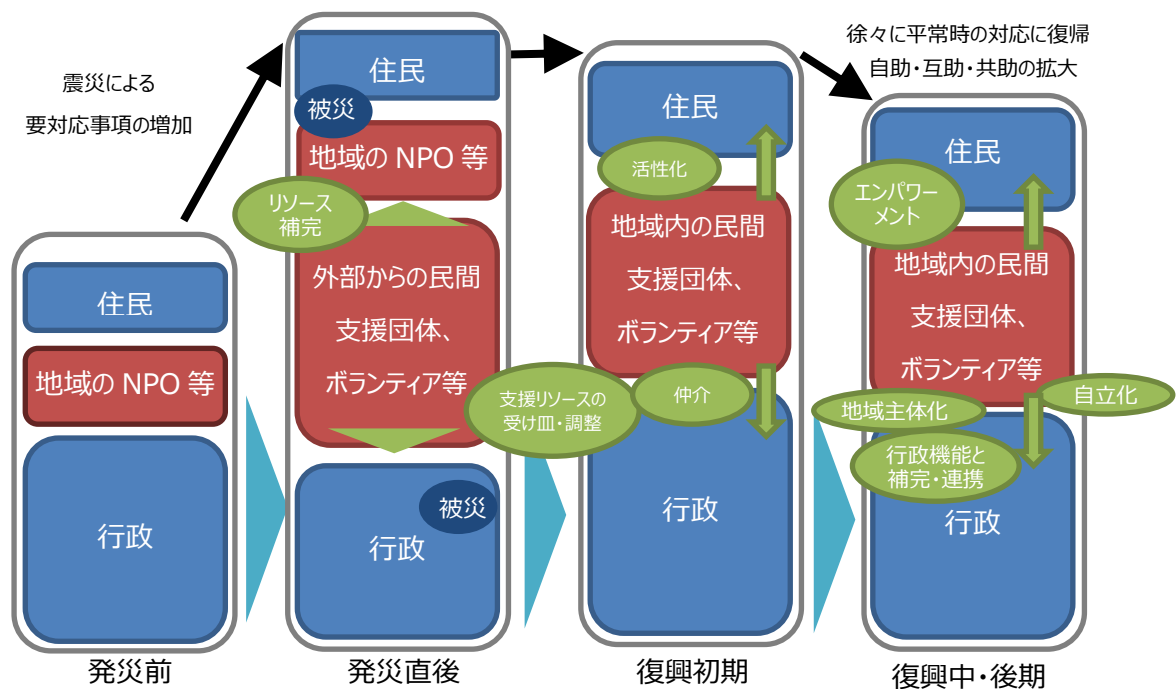 震災による
要対応事項の増加
徐々に平常時の対応に復帰
自助・互助・共助の拡大
住民
地域の NPO 等
行政
発災前
住民
被災
地域の NPO 等
リソース
補完
外部からの民間
支援団体、
ボランティア等
被災
行政
発災直後
住民
活性化
地域内の民間
支援団体、
ボランティア等
支援リソースの
受け皿・調整
仲介
行政
復興初期
住民
エンパワー
メント
地域内の民間
支援団体、
ボランティア等
自立化
地域主体化
行政機能と
補完・連携
行政
復興中・後期